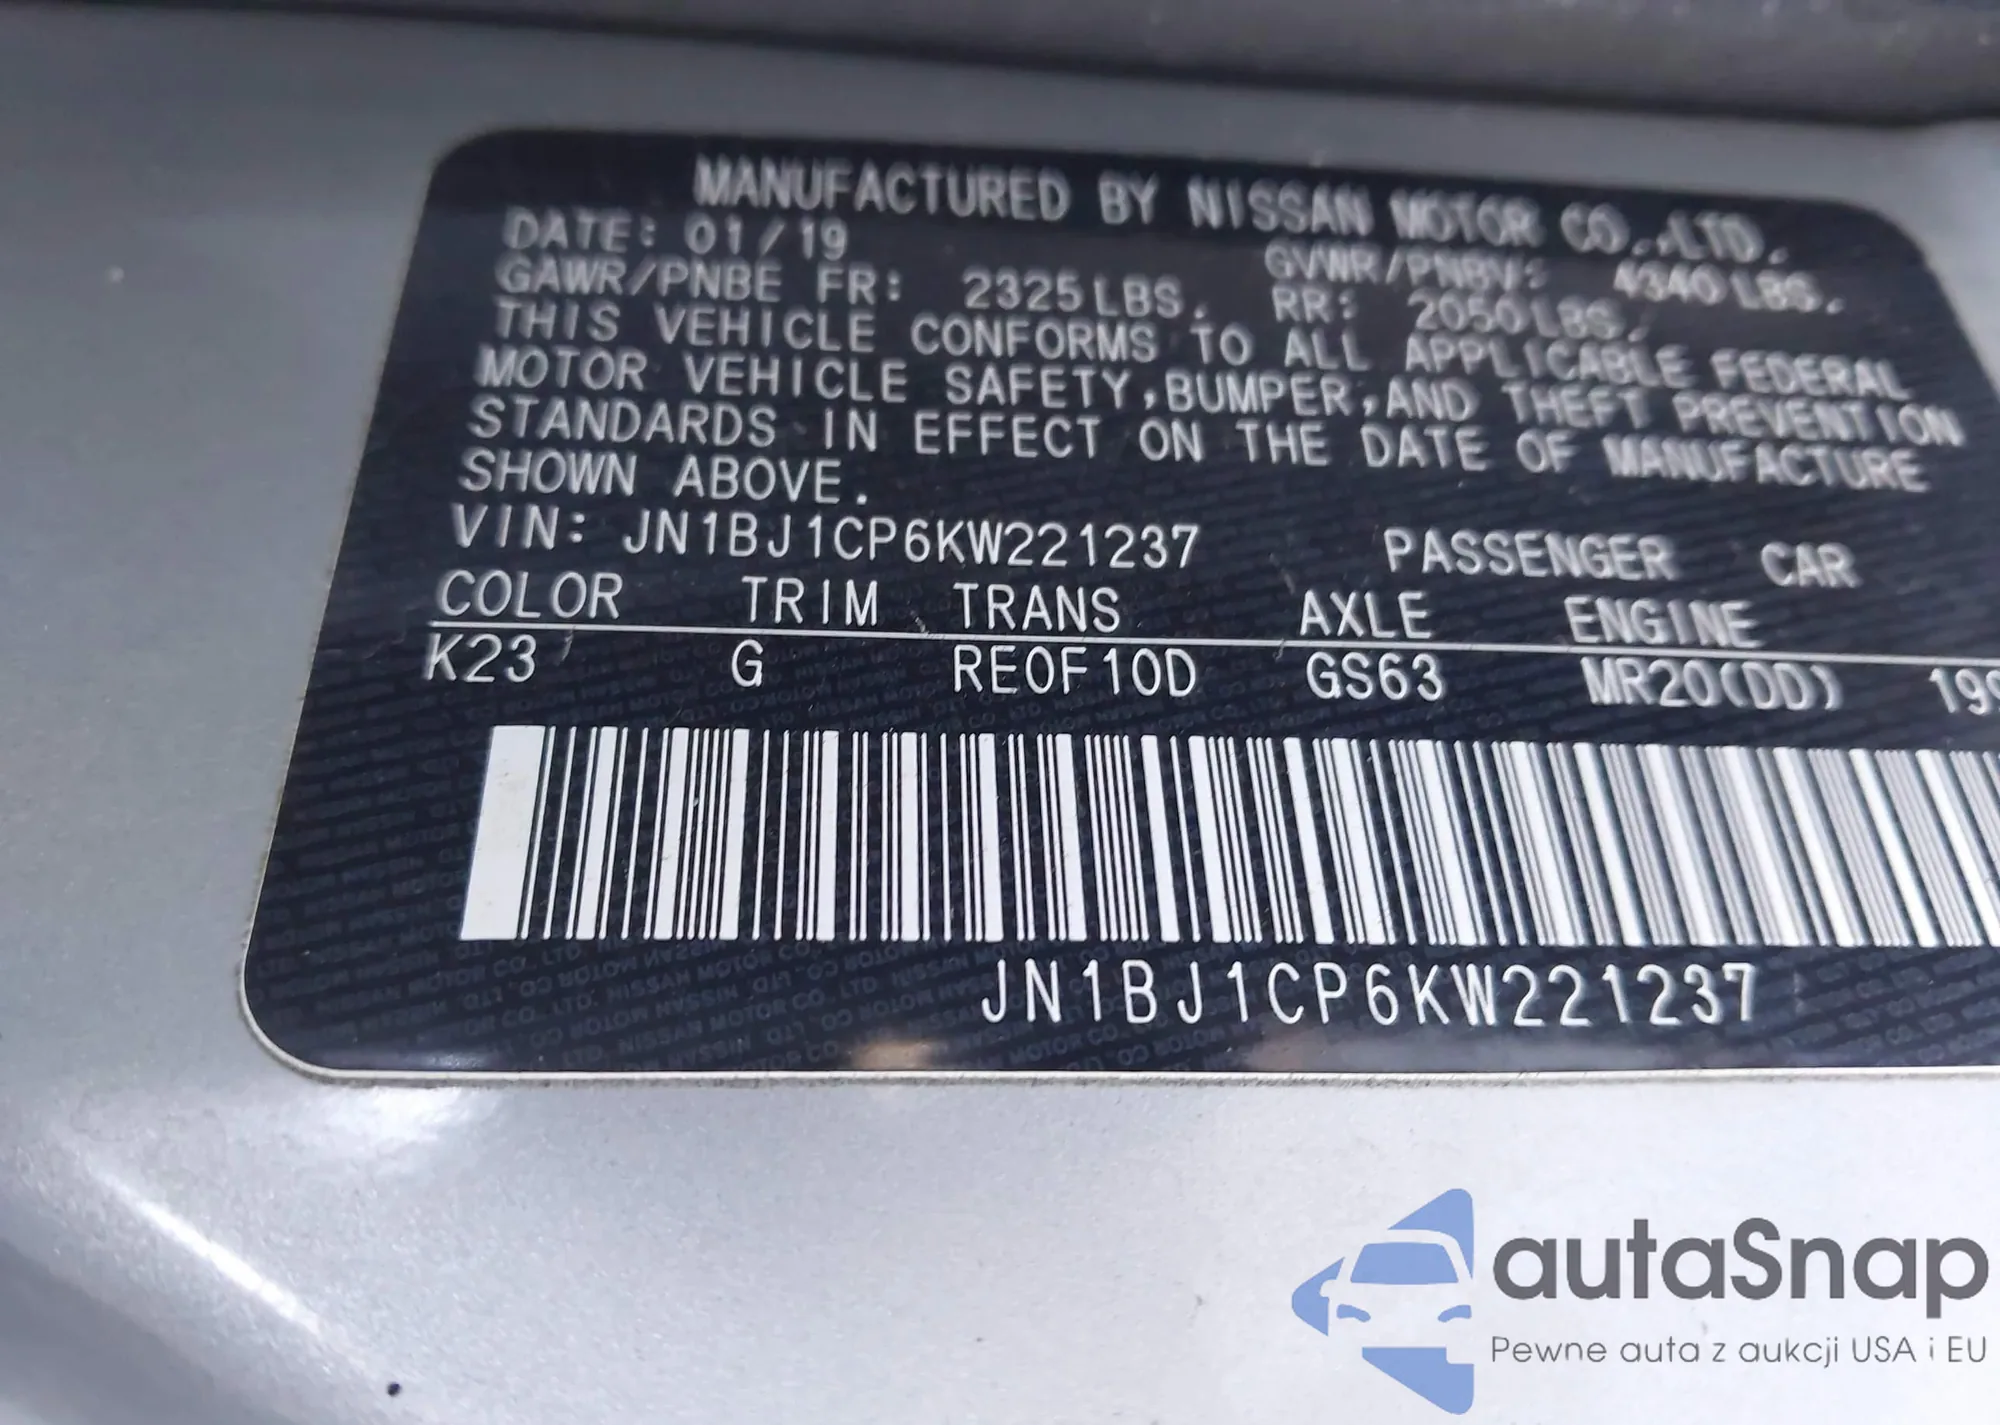 MANUFACTURED BY NISSAN MOTOR CO.,LTD.
DATE: 01/19 GVWR/PNBV: 4340LBS.
GAWR/PNBE FR: 2325LBS. RR: 2050LBS.
THIS VEHICLE CONFORMS TO ALL APPLICABLE FEDERAL
MOTOR VEHICLE SAFETY,BUMPER,AND THEFT PREVENTION
STANDARDS IN EFFECT ON THE DATE OF MANUFACTURE
SHOWN ABOVE.
VIN: JN1BJ1CP6KW221237 PASSENGER CAR
COLOR TRIM TRANS AXLE ENGINE
K23 G RE0F10D GS63 MR20(DD) 199
JN1BJ1CP6KW221237
autaSnap
Pewne auta z aukcji USA i EU